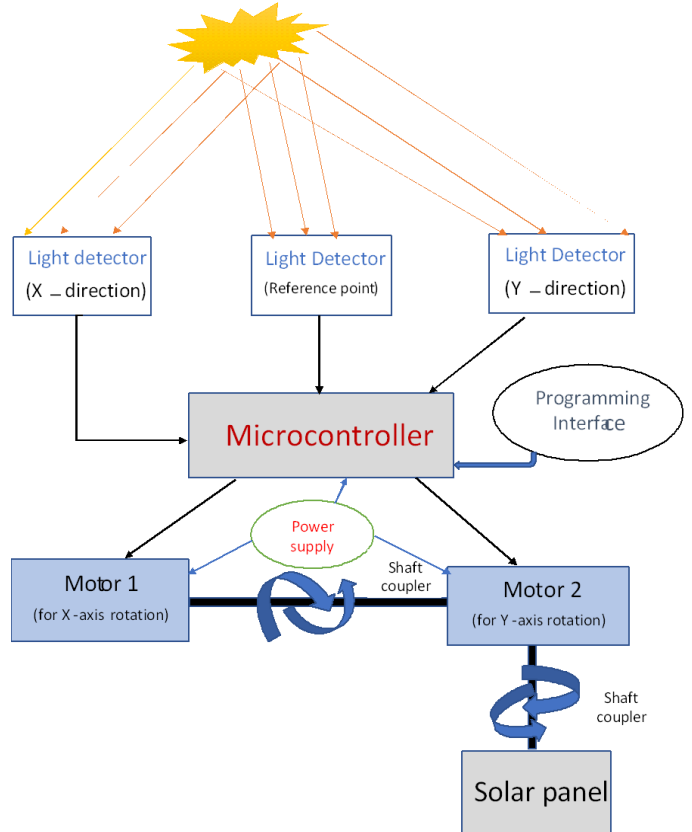 Light detector
(X – direction)
Light Detector
(Reference point)
Light Detector
(Y – direction)
Programming
Interface
Microcontroller
Power
supply
Motor 1
(for X-axis rotation)
Shaft
coupler
Motor 2
(for Y-axis rotation)
Shaft
coupler
Solar panel